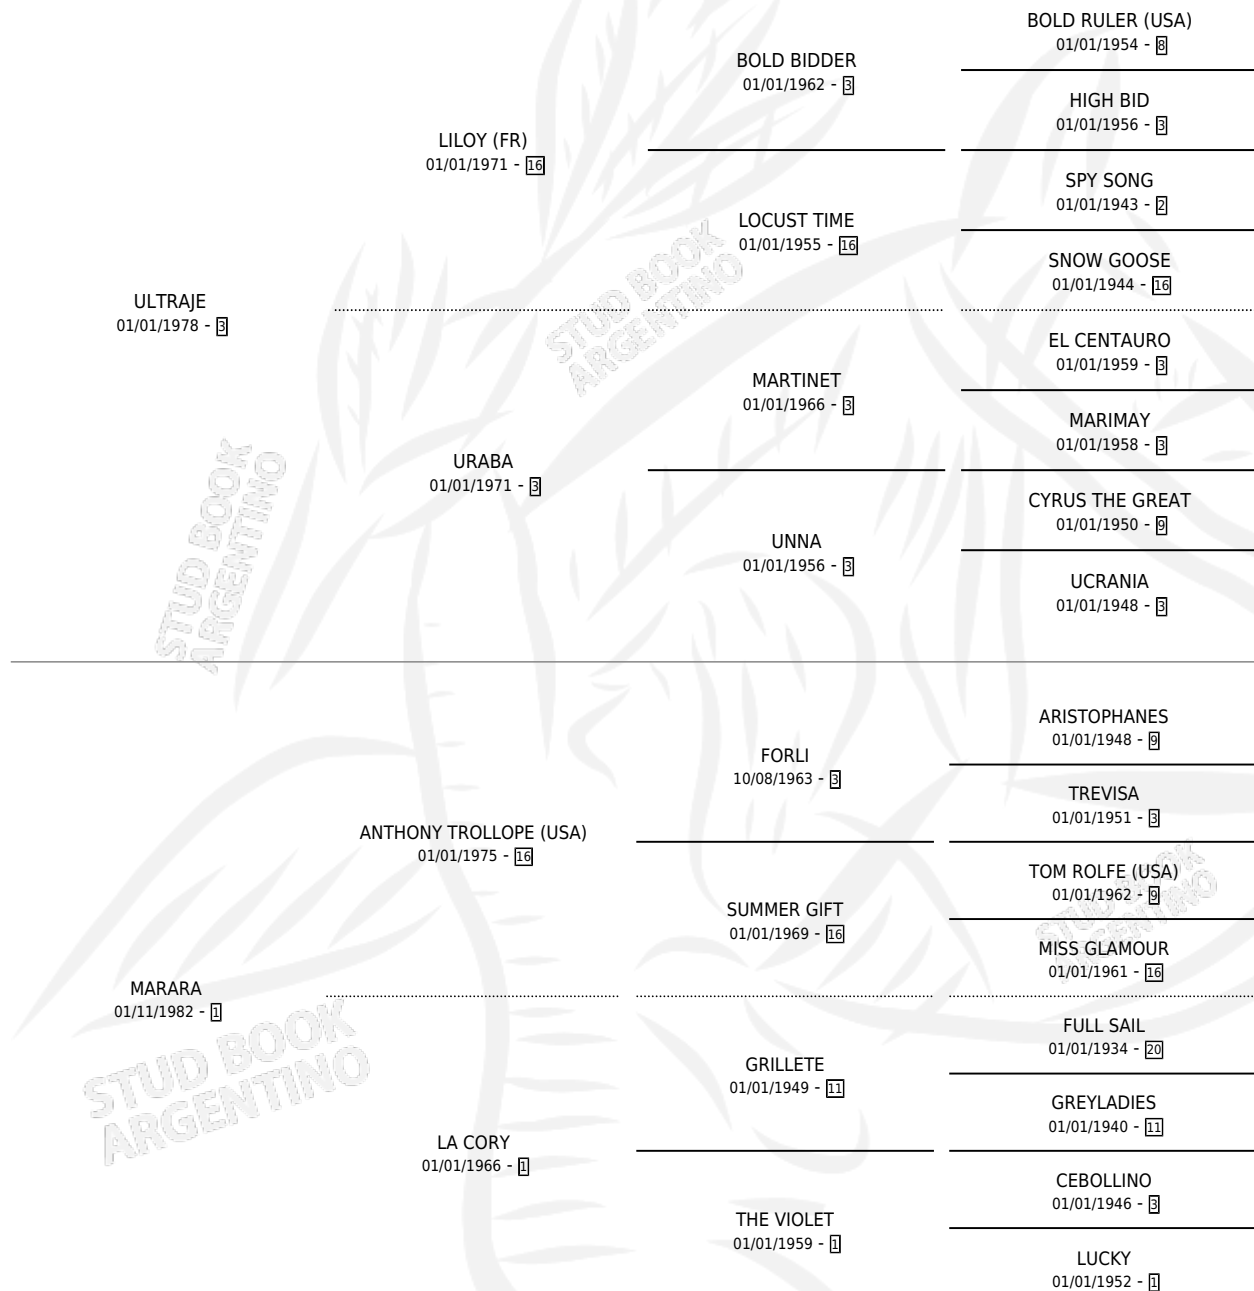 BOLD RULER (USA)
01/01/1954 - 8
BOLD BIDDER
01/01/1962 - 3
HIGH BID
01/01/1956 - 3
LILOY (FR)
01/01/1971 - 16
SPY SONG
01/01/1943 - 2
LOCUST TIME
01/01/1955 - 16
SNOW GOOSE
01/01/1944 - 16
ULTRAJE
01/01/1978 - 3
EL CENTAURO
01/01/1959 - 3
MARTINET
01/01/1966 - 3
MARIMAY
01/01/1958 - 3
URABA
01/01/1971 - 3
CYRUS THE GREAT
01/01/1950 - 9
UNNA
01/01/1956 - 3
UCRANIA
01/01/1948 - 3
ARISTOPHANES
01/01/1948 - 9
FORLI
10/08/1963 - 3
TREVISA
01/01/1951 - 3
ANTHONY TROLLOPE (USA)
01/01/1975 - 16
TOM ROLFE (USA)
01/01/1962 - 9
SUMMER GIFT
01/01/1969 - 16
MISS GLAMOUR
01/01/1961 - 16
MARARA
01/11/1982 - 1
FULL SAIL
01/01/1934 - 20
GRILLETE
01/01/1949 - 11
GREYLADIES
01/01/1940 - 11
LA CORY
01/01/1966 - 1
CEBOLLINO
01/01/1946 - 3
THE VIOLET
01/01/1959 - 1
LUCKY
01/01/1952 - 1
STUD BOOK
ARGENTINO
STUD BOOK
ARGENTINO
STUD BOOK
ARGENTINO
STUD BOOK
ARGENTINO